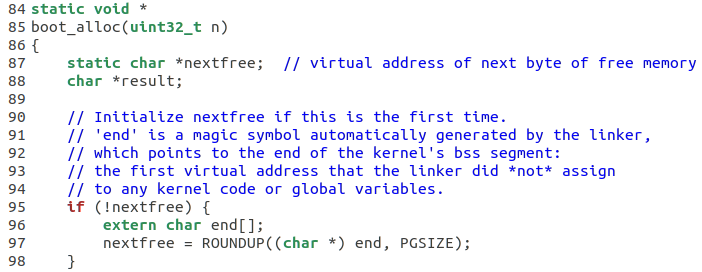 84 static void *
85 boot_alloc(uint32_t n)
86 {
87     static char *nextfree;  // virtual address of next byte of free memory
88     char *result;
89
90     // Initialize nextfree if this is the first time.
91     // 'end' is a magic symbol automatically generated by the linker,
92     // which points to the end of the kernel's bss segment:
93     // the first virtual address that the linker did *not* assign
94     // to any kernel code or global variables.
95     if (!nextfree) {
96         extern char end[];
97         nextfree = ROUNDUP((char *) end, PGSIZE);
98     }